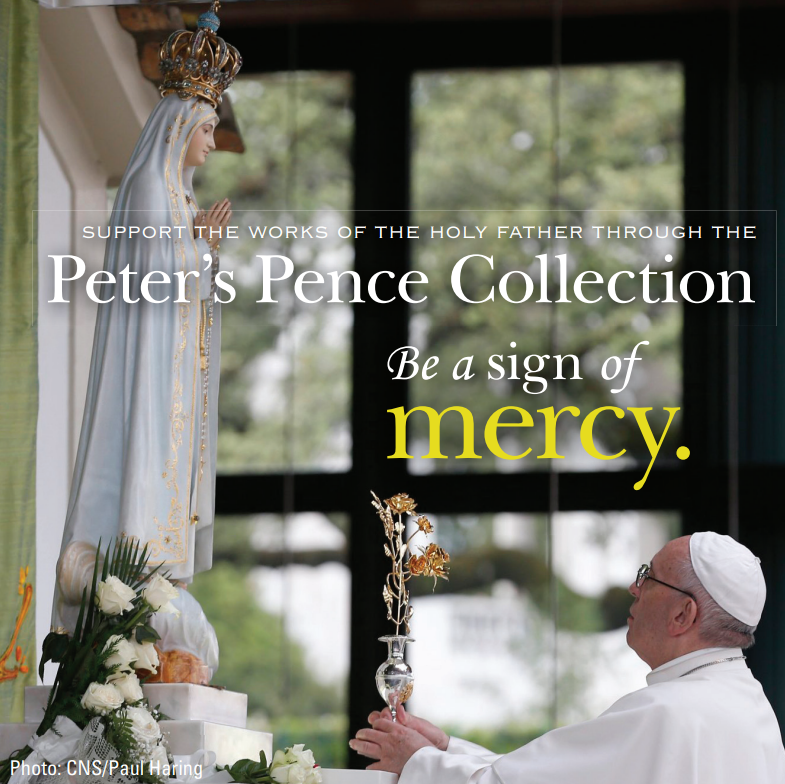 SUPPORT THE WORKS OF THE HOLY FATHER THROUGH THE
Peter's Pence Collection
Be a sign of
mercy.
Photo: CNS/Paul Haring